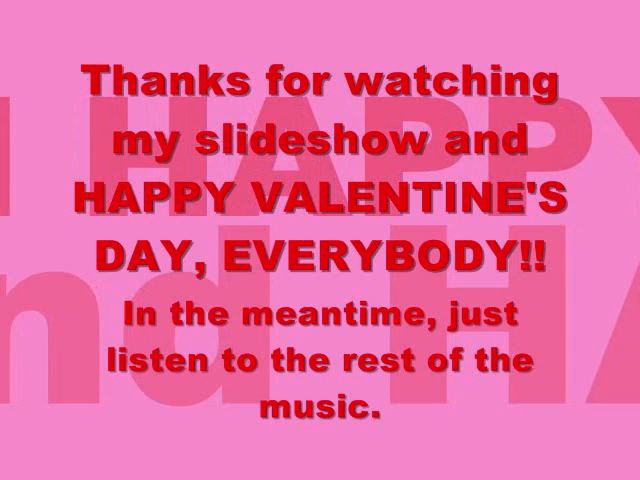 Thanks for watching
my slideshow and
HAPPY VALENTINE'S
DAY, EVERYBODY!!
In the meantime, just
listen to the rest of the
music.